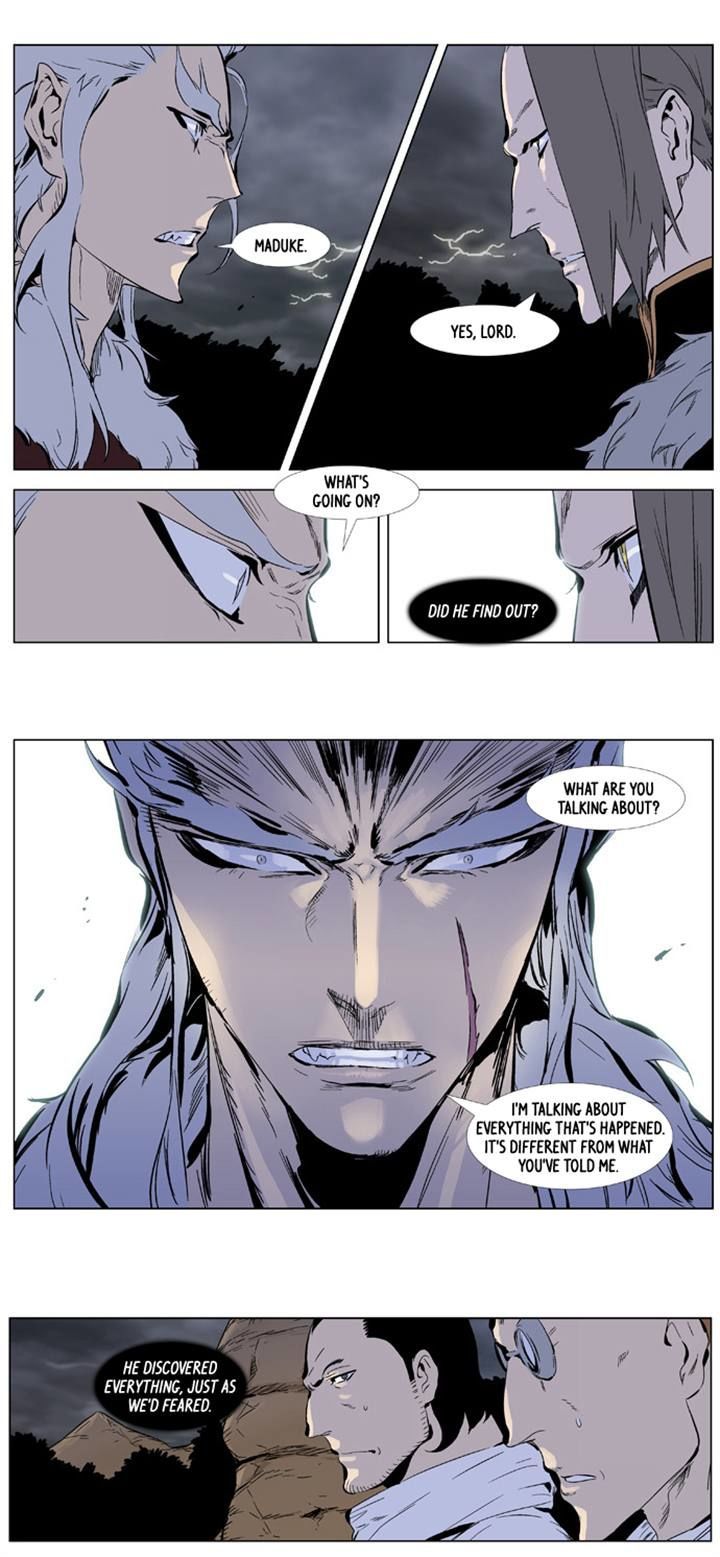 MADUKE.
YES, LORD.
WHAT'S
GOING ON?
DID HE FIND OUT?
WHAT ARE YOU
TALKING ABOUT?
I'M TALKING ABOUT
EVERYTHING THAT'S HAPPENED.
IT'S DIFFERENT FROM WHAT
YOU'VE TOLD ME.
HE DISCOVERED
EVERYTHING, JUST AS
WE'D FEARED.